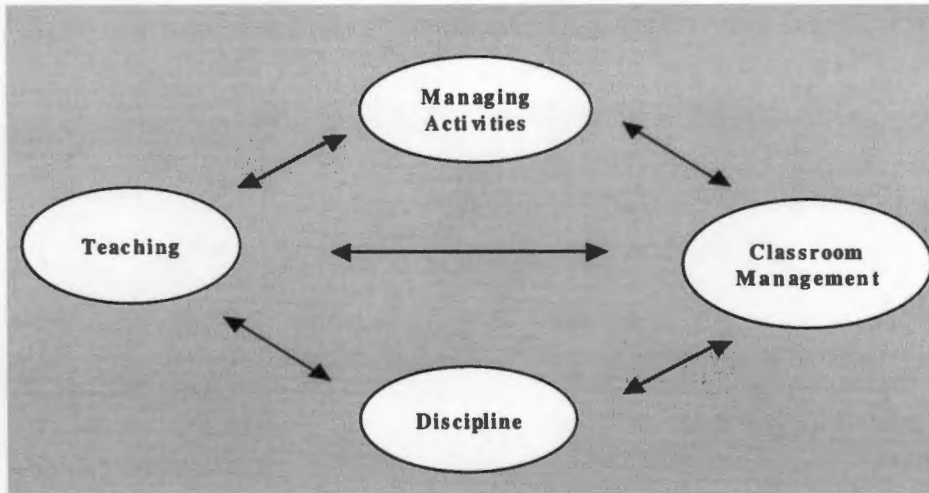 Managing
Activities
Teaching
Classroom
Management
Discipline